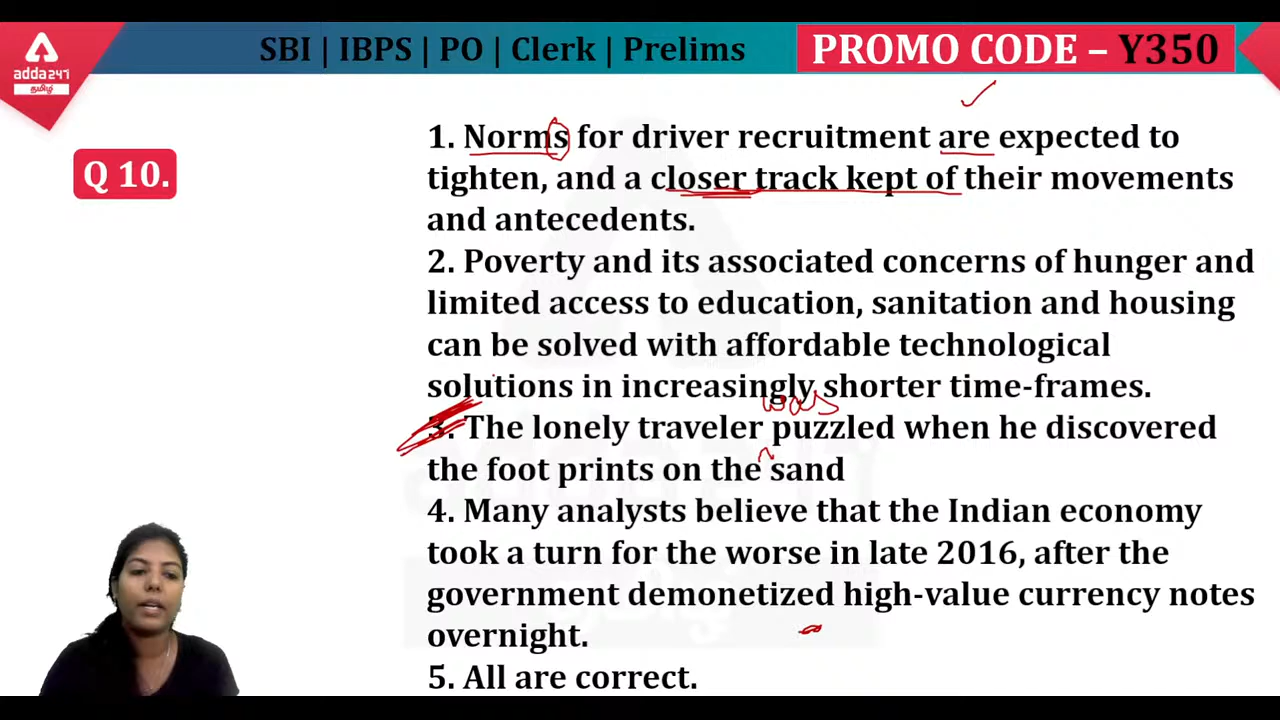 SBI | IBPS | PO | Clerk | Prelims
PROMO CODE – Y350
adda247
தமிழ்
Q 10.
1. Norms for driver recruitment are expected to
tighten, and a closer track kept of their movements
and antecedents.
2. Poverty and its associated concerns of hunger and
limited access to education, sanitation and housing
can be solved with affordable technological
solutions in increasingly shorter time-frames.
was
3. The lonely traveler puzzled when he discovered
the foot prints on the sand
4. Many analysts believe that the Indian economy
took a turn for the worse in late 2016, after the
government demonetized high-value currency notes
overnight.
5. All are correct.